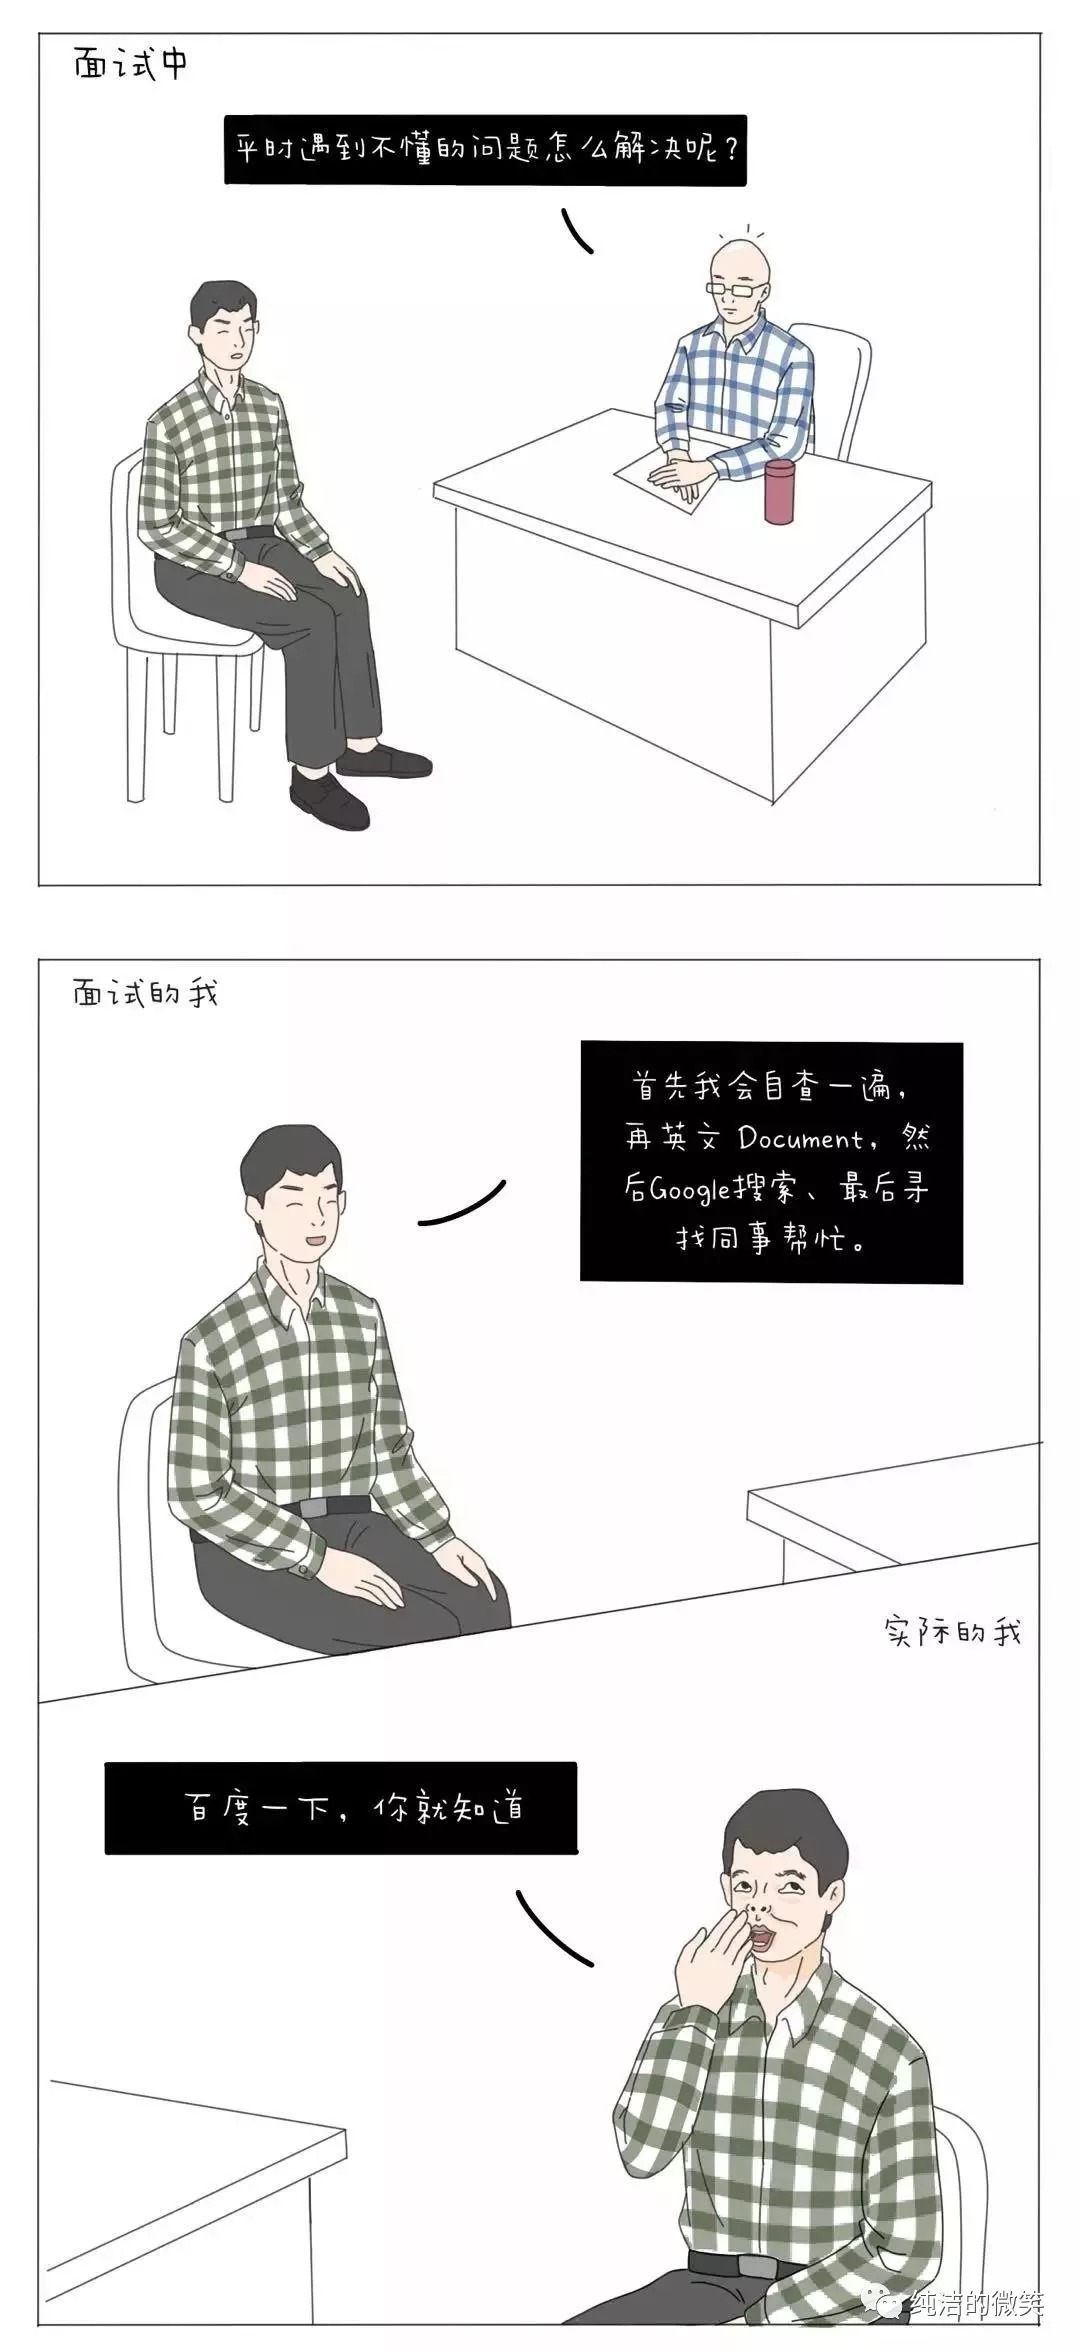 面试中
平时遇到不懂的问题怎么解决呢？
面试的我
首先我会自查一遍，
再英文 Document，然
后Google搜索、最后寻
找同事帮忙。
实际的我
百度一下，你就知道
纯洁的微笑